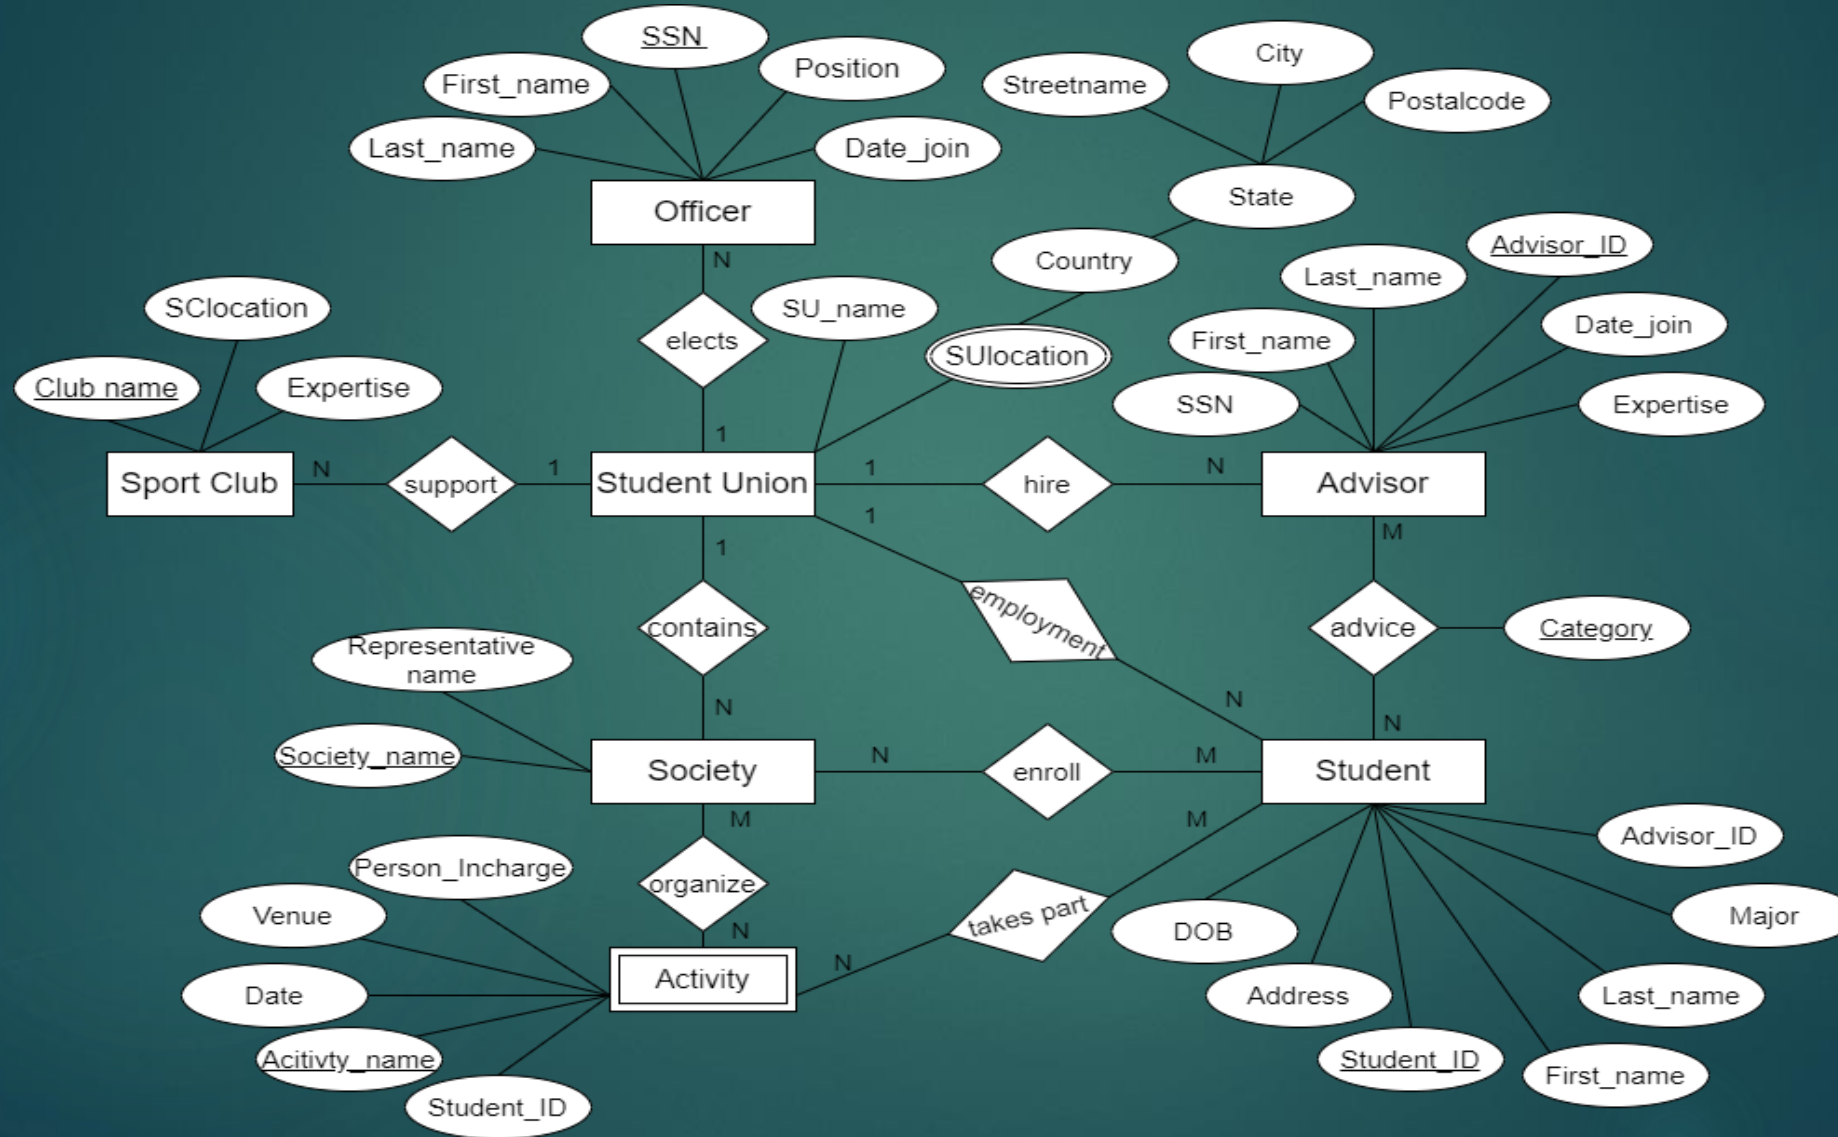 SSN
City
Position
First_name
Streetname
Postalcode
Last_name
Date_join
State
Officer
N
Country
Advisor_ID
Last_name
SClocation
SU_name
Date_join
elects
First_name
SUlocation
Club name
Expertise
SSN
Expertise
1
Sport Club
N
support
1
Student Union
1
hire
N
Advisor
1
1
M
employment
contains
advice
Category
Representative
name
N
N
N
Society_name
Society
N
enroll
M
Student
M
M
Advisor_ID
Person_Incharge
organize
takes part
Venue
N
DOB
Major
N
Activity
Date
Address
Last_name
Acitivty_name
Student_ID
First_name
Student_ID